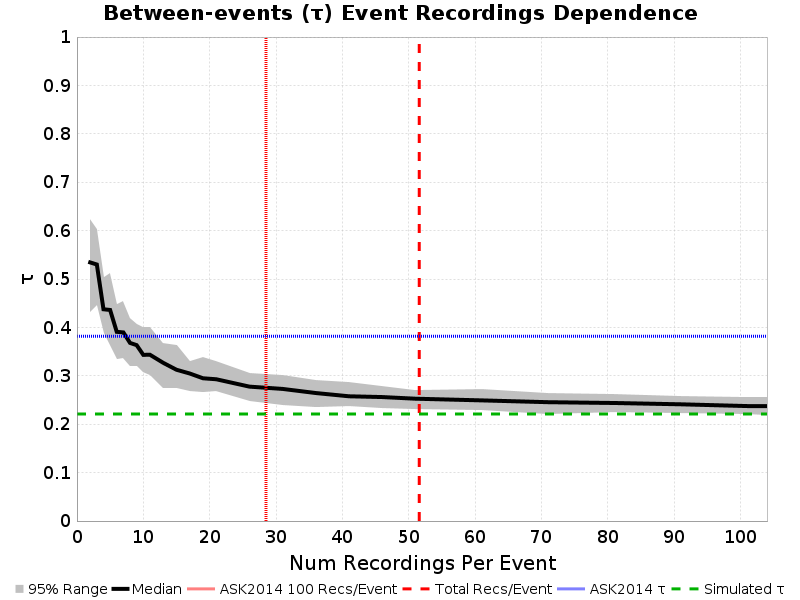 Between-events (τ) Event Recordings Dependence
1
0.9
0.8
0.7
0.6
0.5
0.4
0.3
0.2
0.1
0
τ
0 10 20 30 40 50 60 70 80 90 100
Num Recordings Per Event
95% Range Median ASK2014 100 Recs/Event Total Recs/Event ASK2014 τ Simulated τ